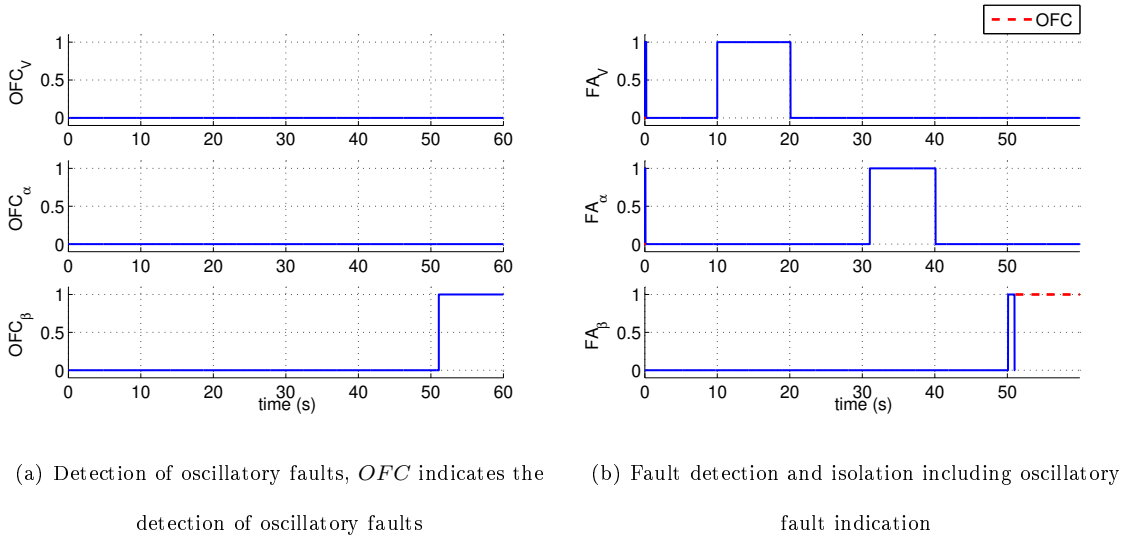 OFC
1
0.5
0
OFC_V
0 10 20 30 40 50 60
1
0.5
0
OFC_α
0 10 20 30 40 50 60
1
0.5
0
OFC_β
0 10 20 30 40 50 60
time (s)
1
0.5
0
FA_V
0 10 20 30 40 50
1
0.5
0
FA_α
0 10 20 30 40 50
1
0.5
0
FA_β
0 10 20 30 40 50
time (s)
(a) Detection of oscillatory faults, OFC indicates the
detection of oscillatory faults
(b) Fault detection and isolation including oscillatory
fault indication